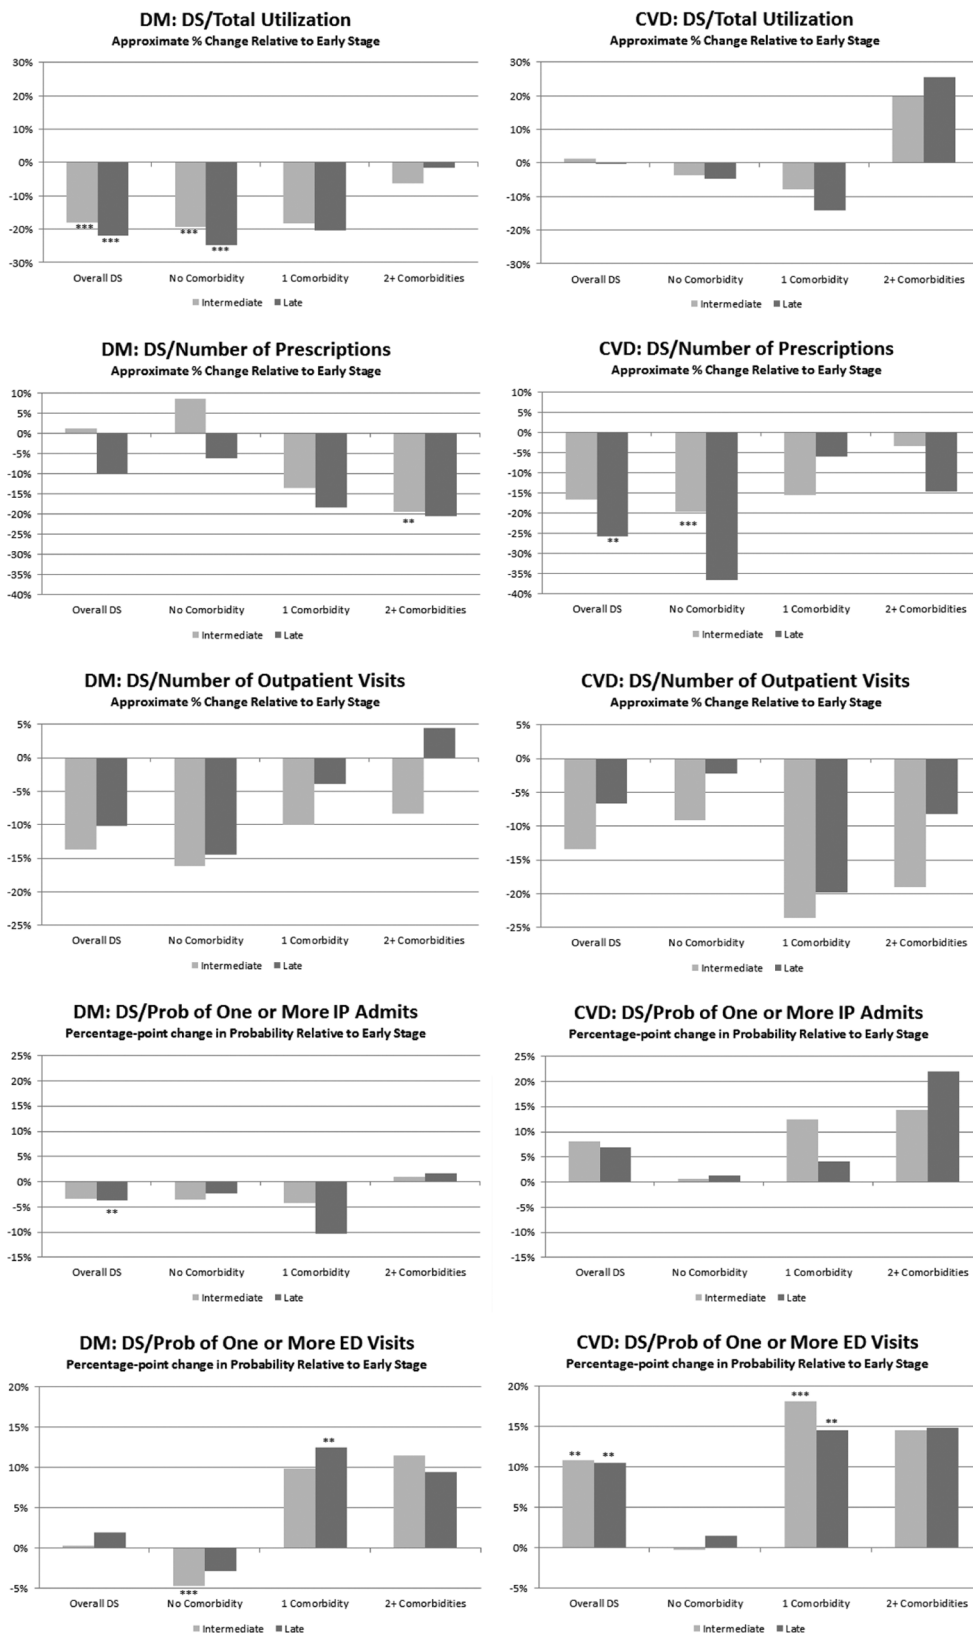 DM: DS/Total Utilization
Approximate % Change Relative to Early Stage
30%
20%
10%
0%
-10%
-20%
-30%
*** *** *** ***
Overall DS No Comorbidity 1 Comorbidity 2+ Comorbidities
Intermediate Late
CVD: DS/Total Utilization
Approximate % Change Relative to Early Stage
30%
20%
10%
0%
-10%
-20%
-30%
Overall DS No Comorbidity 1 Comorbidity 2+ Comorbidities
Intermediate Late
DM: DS/Number of Prescriptions
Approximate % Change Relative to Early Stage
10%
5%
0%
-5%
-10%
-15%
-20%
-25%
-30%
-35%
-40%
**
Overall DS No Comorbidity 1 Comorbidity 2+ Comorbidities
Intermediate Late
CVD: DS/Number of Prescriptions
Approximate % Change Relative to Early Stage
10%
5%
0%
-5%
-10%
-15%
-20%
-25%
-30%
-35%
-40%
** ***
Overall DS No Comorbidity 1 Comorbidity 2+ Comorbidities
Intermediate Late
DM: DS/Number of Outpatient Visits
Approximate % Change Relative to Early Stage
5%
0%
-5%
-10%
-15%
-20%
-25%
Overall DS No Comorbidity 1 Comorbidity 2+ Comorbidities
Intermediate Late
CVD: DS/Number of Outpatient Visits
Approximate % Change Relative to Early Stage
5%
0%
-5%
-10%
-15%
-20%
-25%
Overall DS No Comorbidity 1 Comorbidity 2+ Comorbidities
Intermediate Late
DM: DS/Prob of One or More IP Admits
Percentage-point change in Probability Relative to Early Stage
25%
20%
15%
10%
5%
0%
-5%
-10%
-15%
**
Overall DS No Comorbidity 1 Comorbidity 2+ Comorbidities
Intermediate Late
CVD: DS/Prob of One or More IP Admits
Percentage-point change in Probability Relative to Early Stage
25%
20%
15%
10%
5%
0%
-5%
-10%
-15%
Overall DS No Comorbidity 1 Comorbidity 2+ Comorbidities
Intermediate Late
DM: DS/Prob of One or More ED Visits
Percentage-point change in Probability Relative to Early Stage
20%
15%
10%
5%
0%
-5%
*** **
Overall DS No Comorbidity 1 Comorbidity 2+ Comorbidities
Intermediate Late
CVD: DS/Prob of One or More ED Visits
Percentage-point change in Probability Relative to Early Stage
20%
15%
10%
5%
0%
-5%
** ** *** **
Overall DS No Comorbidity 1 Comorbidity 2+ Comorbidities
Intermediate Late